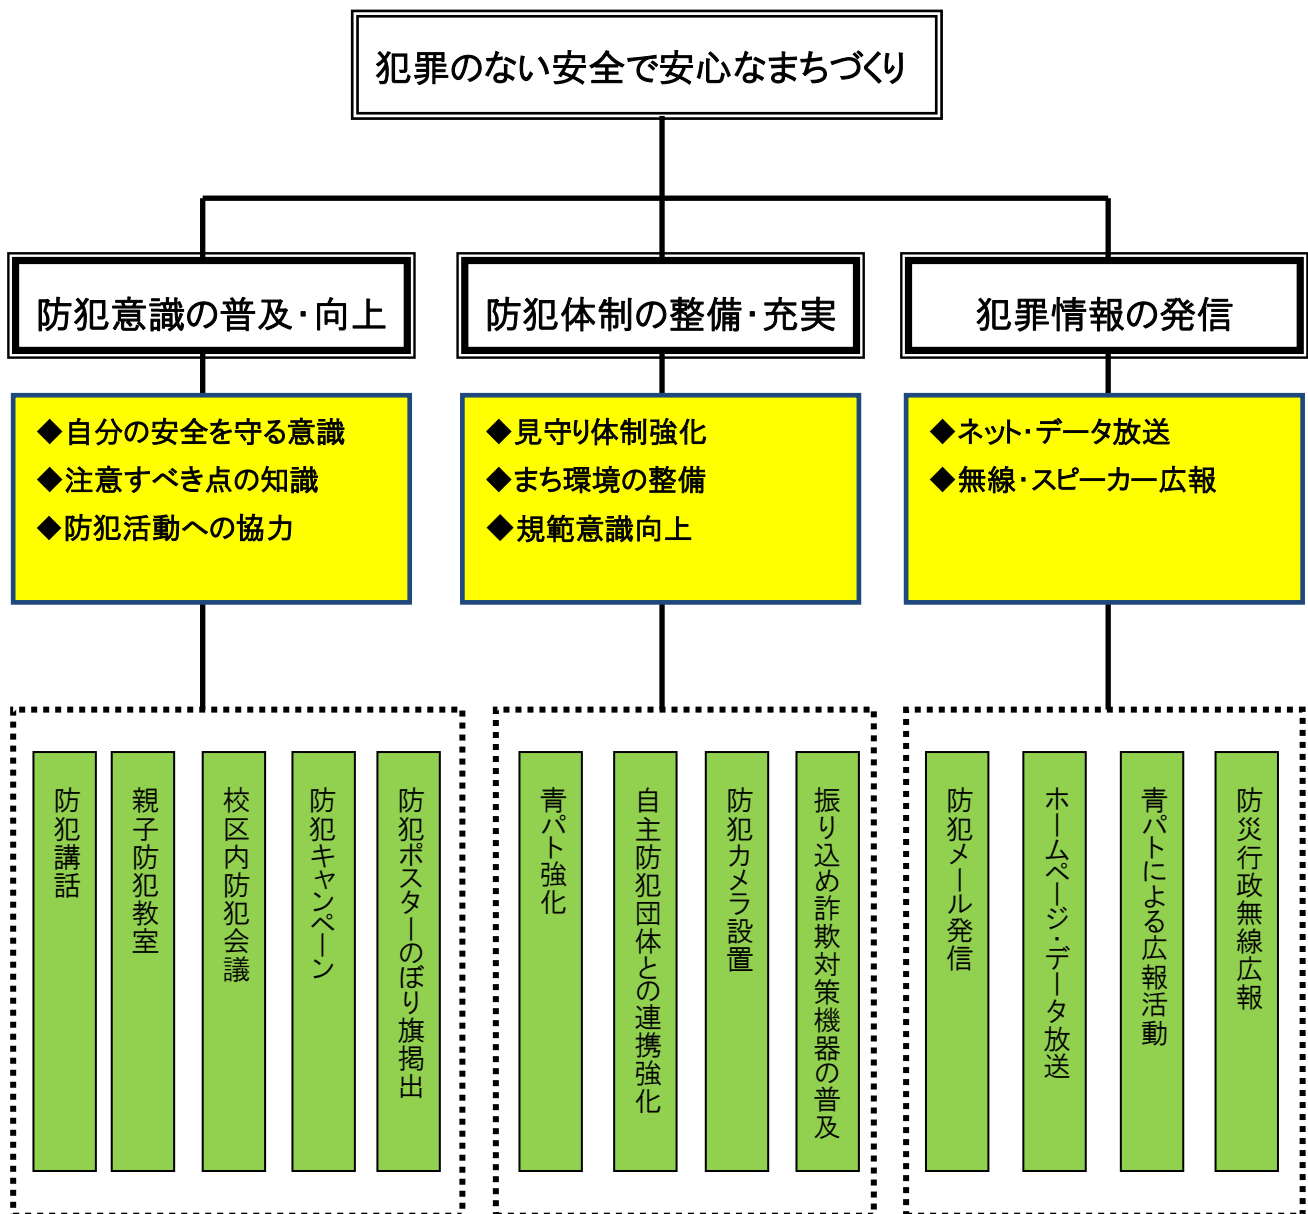 犯罪のない安全で安心なまちづくり
防犯意識の普及・向上
防犯体制の整備・充実
犯罪情報の発信
◆自分の安全を守る意識
◆注意すべき点の知識
◆防犯活動への協力
◆見守り体制強化
◆まち環境の整備
◆規範意識向上
◆ネット・データ放送
◆無線・スピーカー広報
防犯講話
親子防犯教室
校区内防犯会議
防犯キャンペーン
防犯ポスターのぼり旗掲出
青パト強化
自主防犯団体との連携強化
防犯カメラ設置
振り込め詐欺対策機器の普及
防犯メール発信
ホームページ・データ放送
青パトによる広報活動
防災行政無線広報